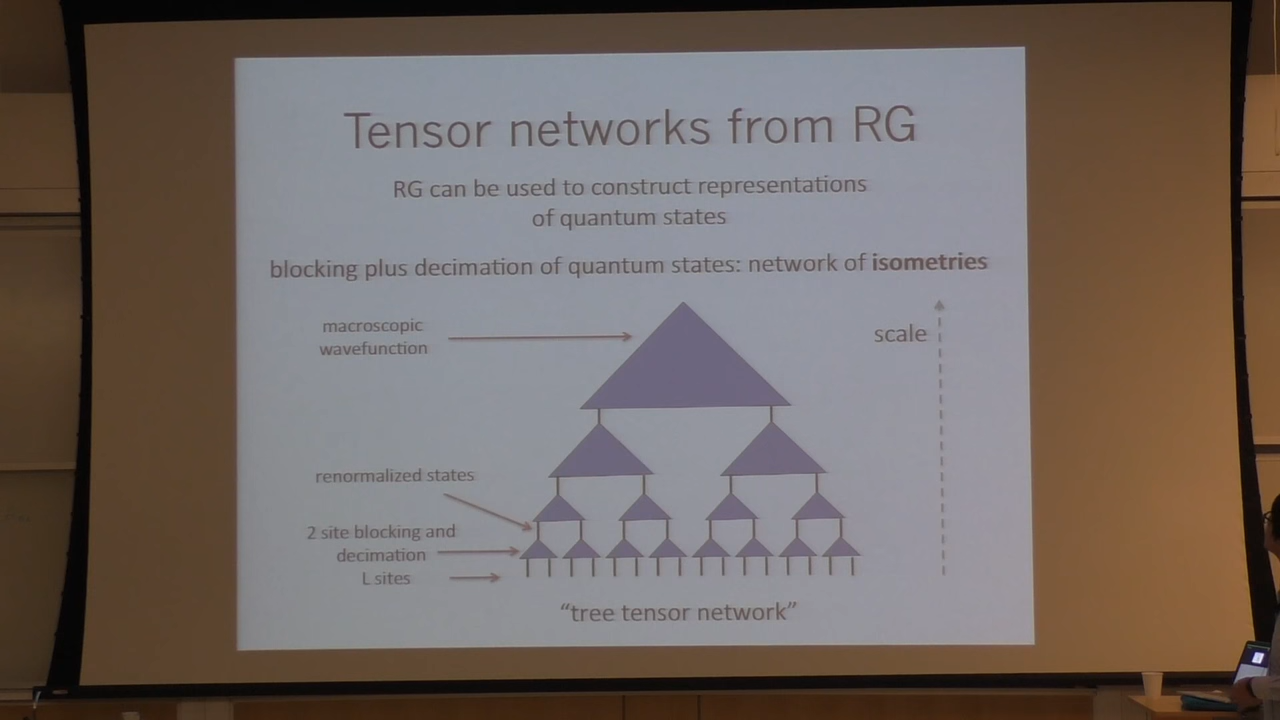 Tensor networks from RG
RG can be used to construct representations
of quantum states
blocking plus decimation of quantum states: network of isometries
macroscopic
wavefunction
scale
renormalized states
2 site blocking and
decimation
L sites
“tree tensor network”